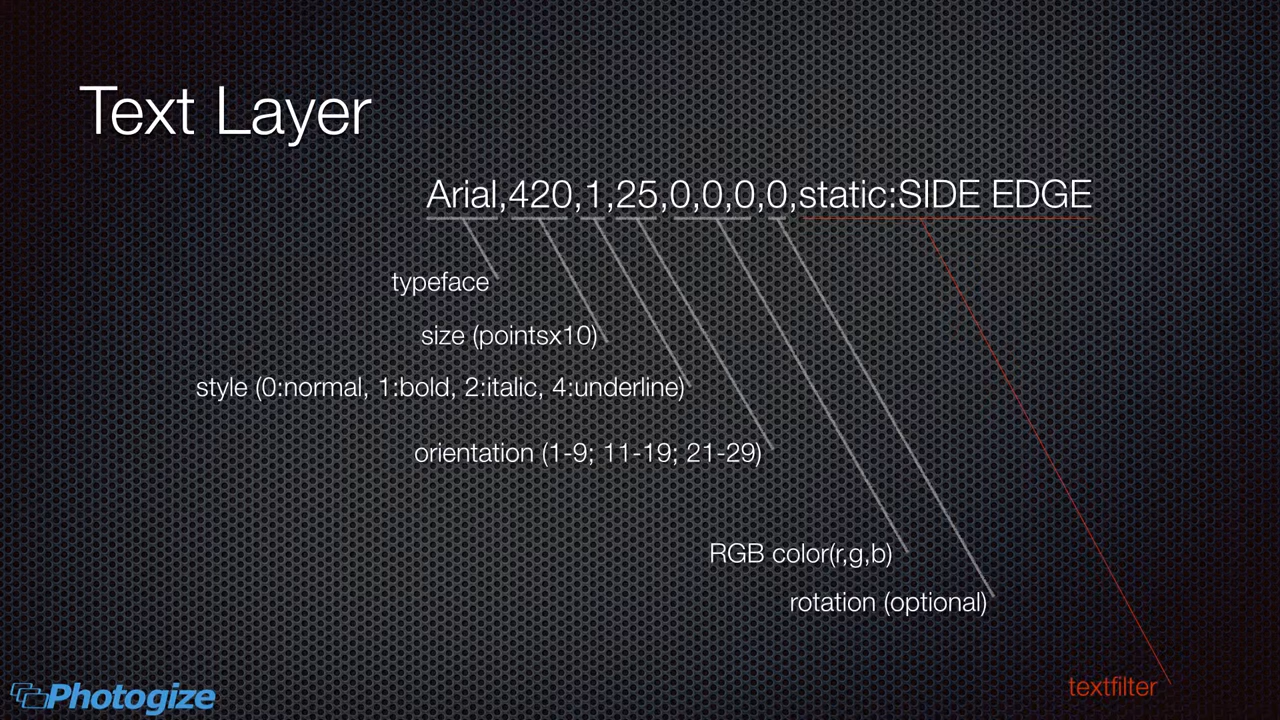 Text Layer
Arial,420,1,25,0,0,0,0,static:SIDE EDGE
typeface
size (pointsx10)
style (0:normal, 1:bold, 2:italic, 4:underline)
orientation (1-9; 11-19; 21-29)
RGB color(r,g,b)
rotation (optional)
textfilter
Photogize